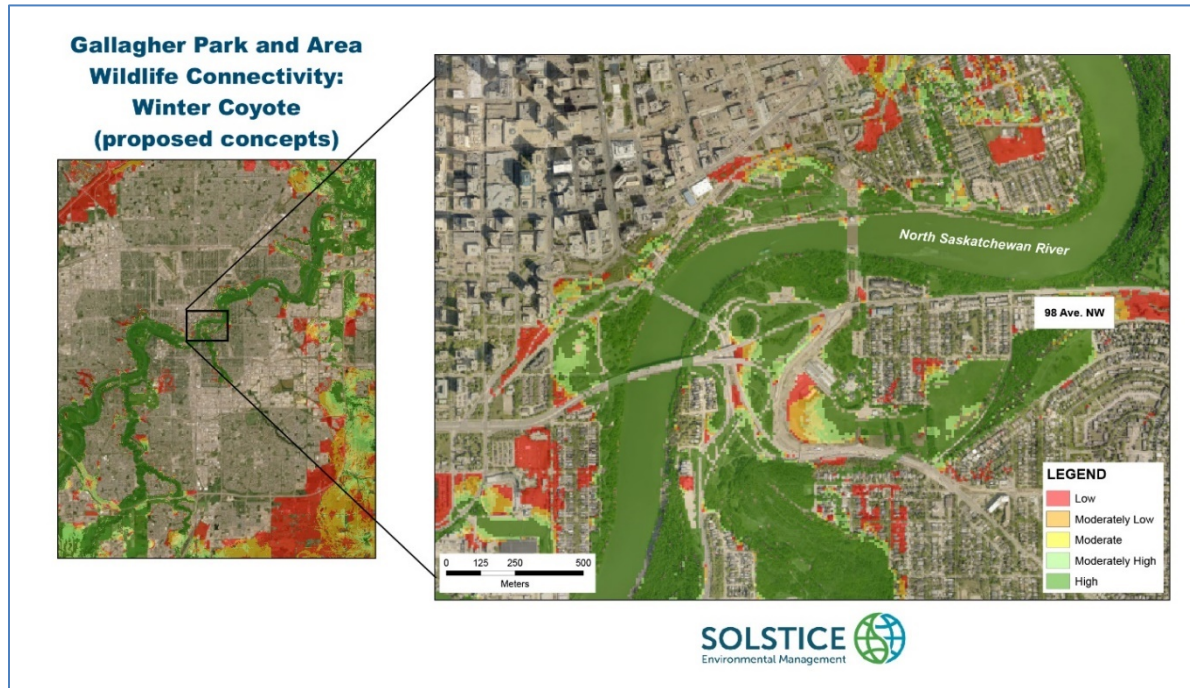 Gallagher Park and Area
Wildlife Connectivity:
Winter Coyote
(proposed concepts)
North Saskatchewan River
98 Ave. NW
LEGEND
Low
Moderately Low
Moderate
Moderately High
High
0 125 250 500
Meters
SOLSTICE
Environmental Management